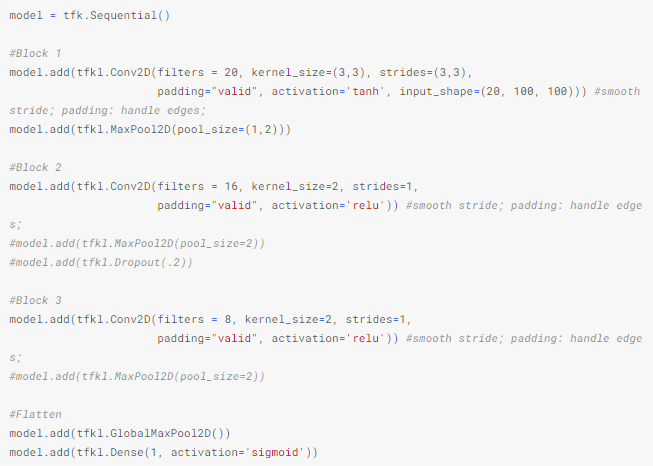 model = tfk.Sequential()
#Block 1
model.add(tfkl.Conv2D(filters = 20, kernel_size=(3,3), strides=(3,3),
padding="valid", activation='tanh', input_shape=(20, 100, 100))) #smooth
stride; padding: handle edges;
model.add(tfkl.MaxPool2D(pool_size=(1,2)))
#Block 2
model.add(tfkl.Conv2D(filters = 16, kernel_size=2, strides=1,
padding="valid", activation='relu')) #smooth stride; padding: handle edge
s;
#model.add(tfkl.MaxPool2D(pool_size=2))
#model.add(tfkl.Dropout(.2))
#Block 3
model.add(tfkl.Conv2D(filters = 8, kernel_size=2, strides=1,
padding="valid", activation='relu')) #smooth stride; padding: handle edge
s;
#model.add(tfkl.MaxPool2D(pool_size=2))
#Flatten
model.add(tfkl.GlobalMaxPool2D())
model.add(tfkl.Dense(1, activation='sigmoid'))